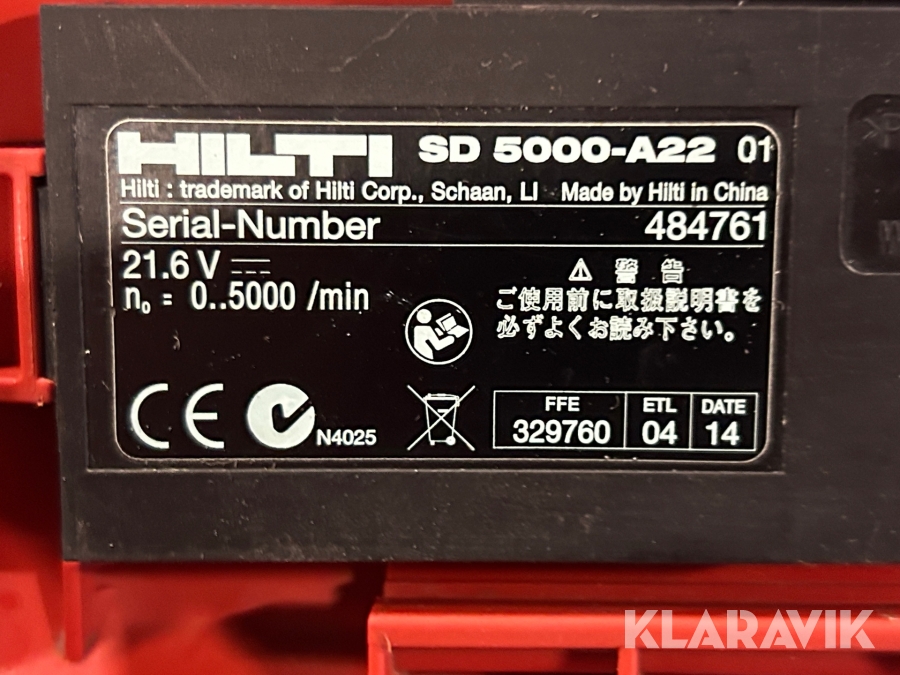 HILTI SD 5000-A22 01
Hilti : trademark of Hilti Corp., Schaan, LI Made by Hilti in China
Serial-Number 484761
21.6 V
n₀ = 0..5000 /min
⚠ 警告
ご使用前に取扱説明書を
必ずよくお読み下さい。
CE N4025
FFE ETL DATE
329760 04 14
KLARAVIK